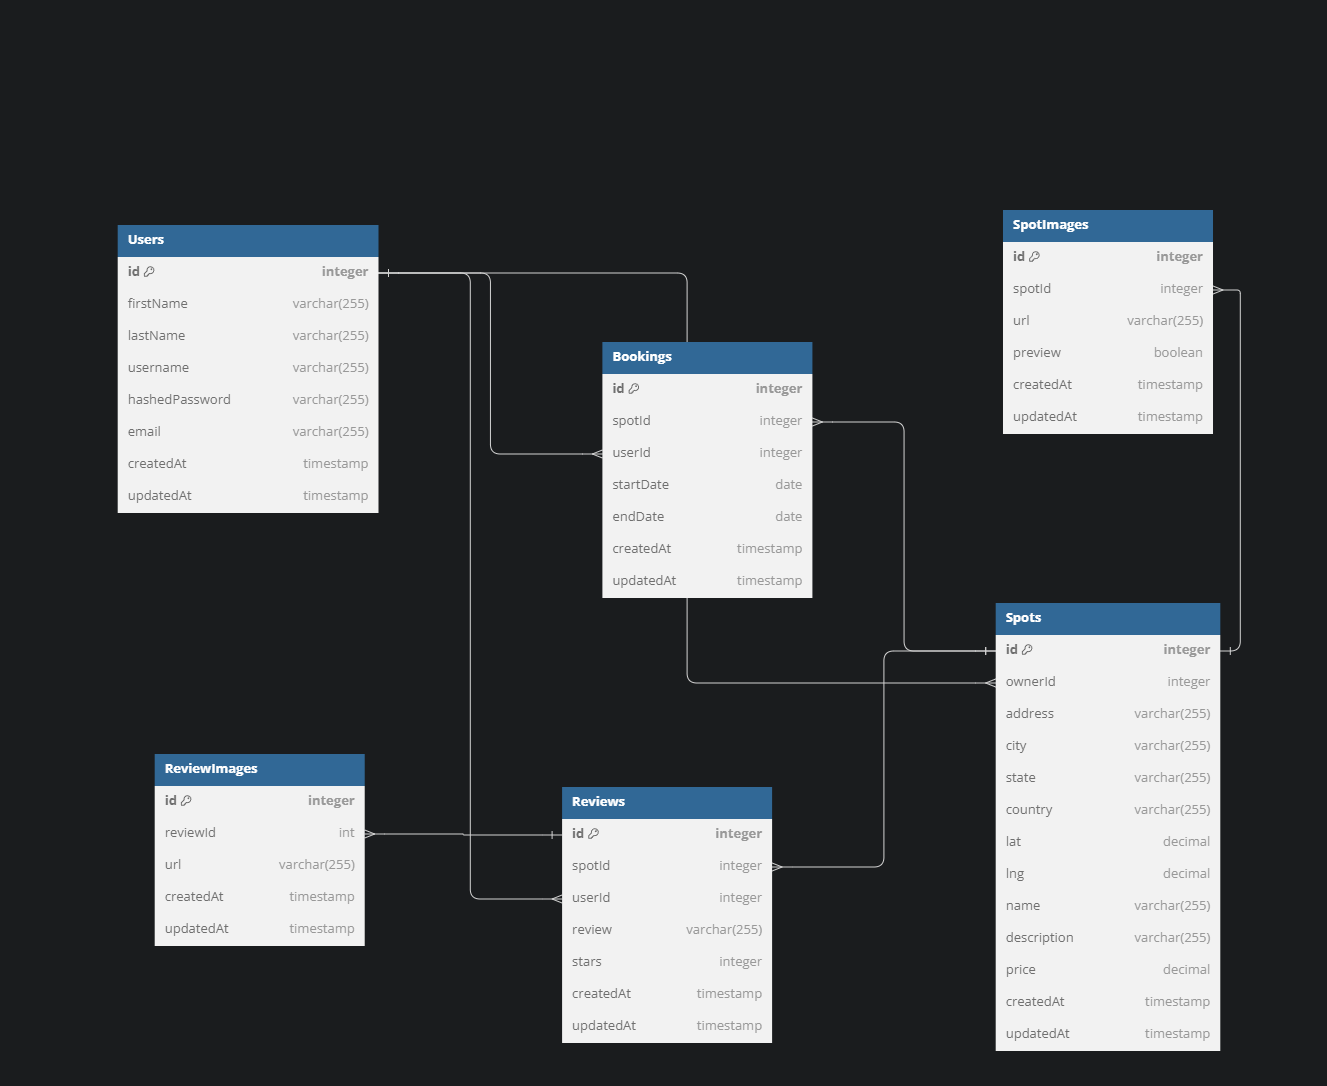 Users
id integer
firstName varchar(255)
lastName varchar(255)
username varchar(255)
hashedPassword varchar(255)
email varchar(255)
createdAt timestamp
updatedAt timestamp
Bookings
id integer
spotId integer
userId integer
startDate date
endDate date
createdAt timestamp
updatedAt timestamp
SpotImages
id integer
spotId integer
url varchar(255)
preview boolean
createdAt timestamp
updatedAt timestamp
ReviewImages
id integer
reviewId int
url varchar(255)
createdAt timestamp
updatedAt timestamp
Reviews
id integer
spotId integer
userId integer
review varchar(255)
stars integer
createdAt timestamp
updatedAt timestamp
Spots
id integer
ownerId integer
address varchar(255)
city varchar(255)
state varchar(255)
country varchar(255)
lat decimal
lng decimal
name varchar(255)
description varchar(255)
price decimal
createdAt timestamp
updatedAt timestamp